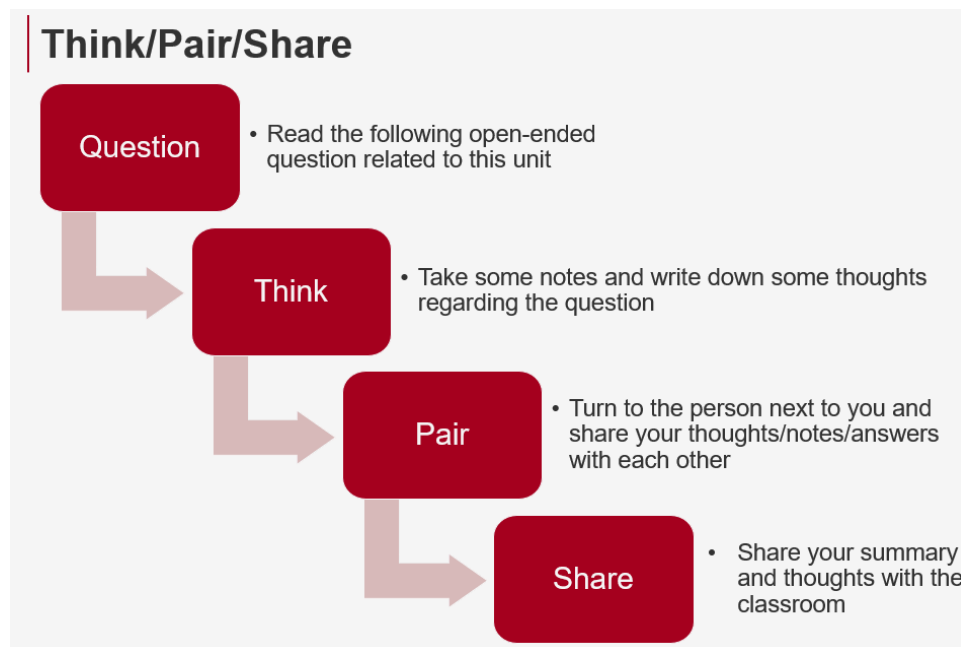 Think/Pair/Share
Question
• Read the following open-ended
question related to this unit
Think
• Take some notes and write down some thoughts
regarding the question
Pair
• Turn to the person next to you and
share your thoughts/notes/answers
with each other
Share
• Share your summary
and thoughts with the
classroom